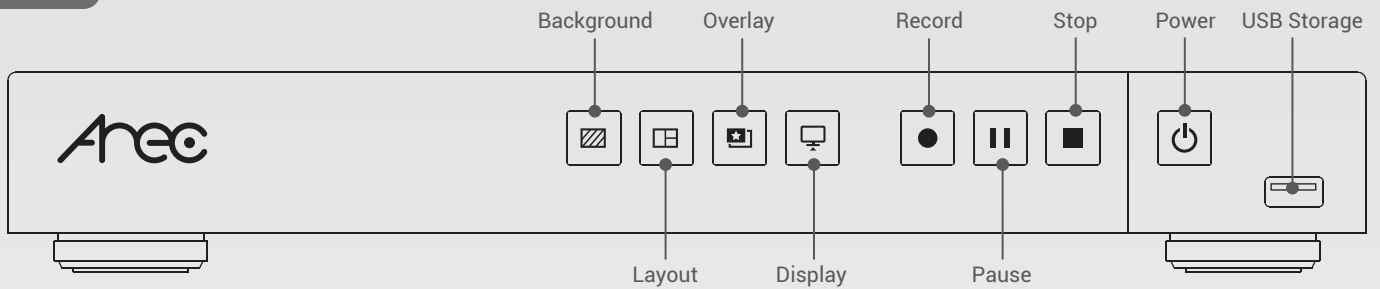 Background
Overlay
Record
Stop
Power
USB Storage
Arec
Layout
Display
Pause